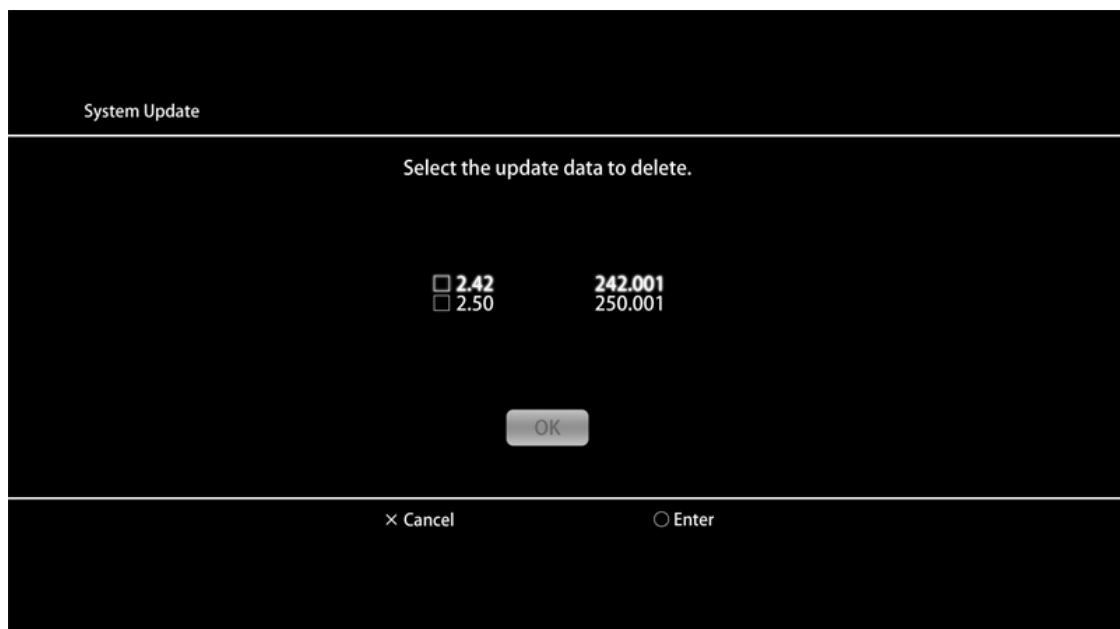 System Update
Select the update data to delete.
2.42 242.001
2.50 250.001
OK
× Cancel ○ Enter